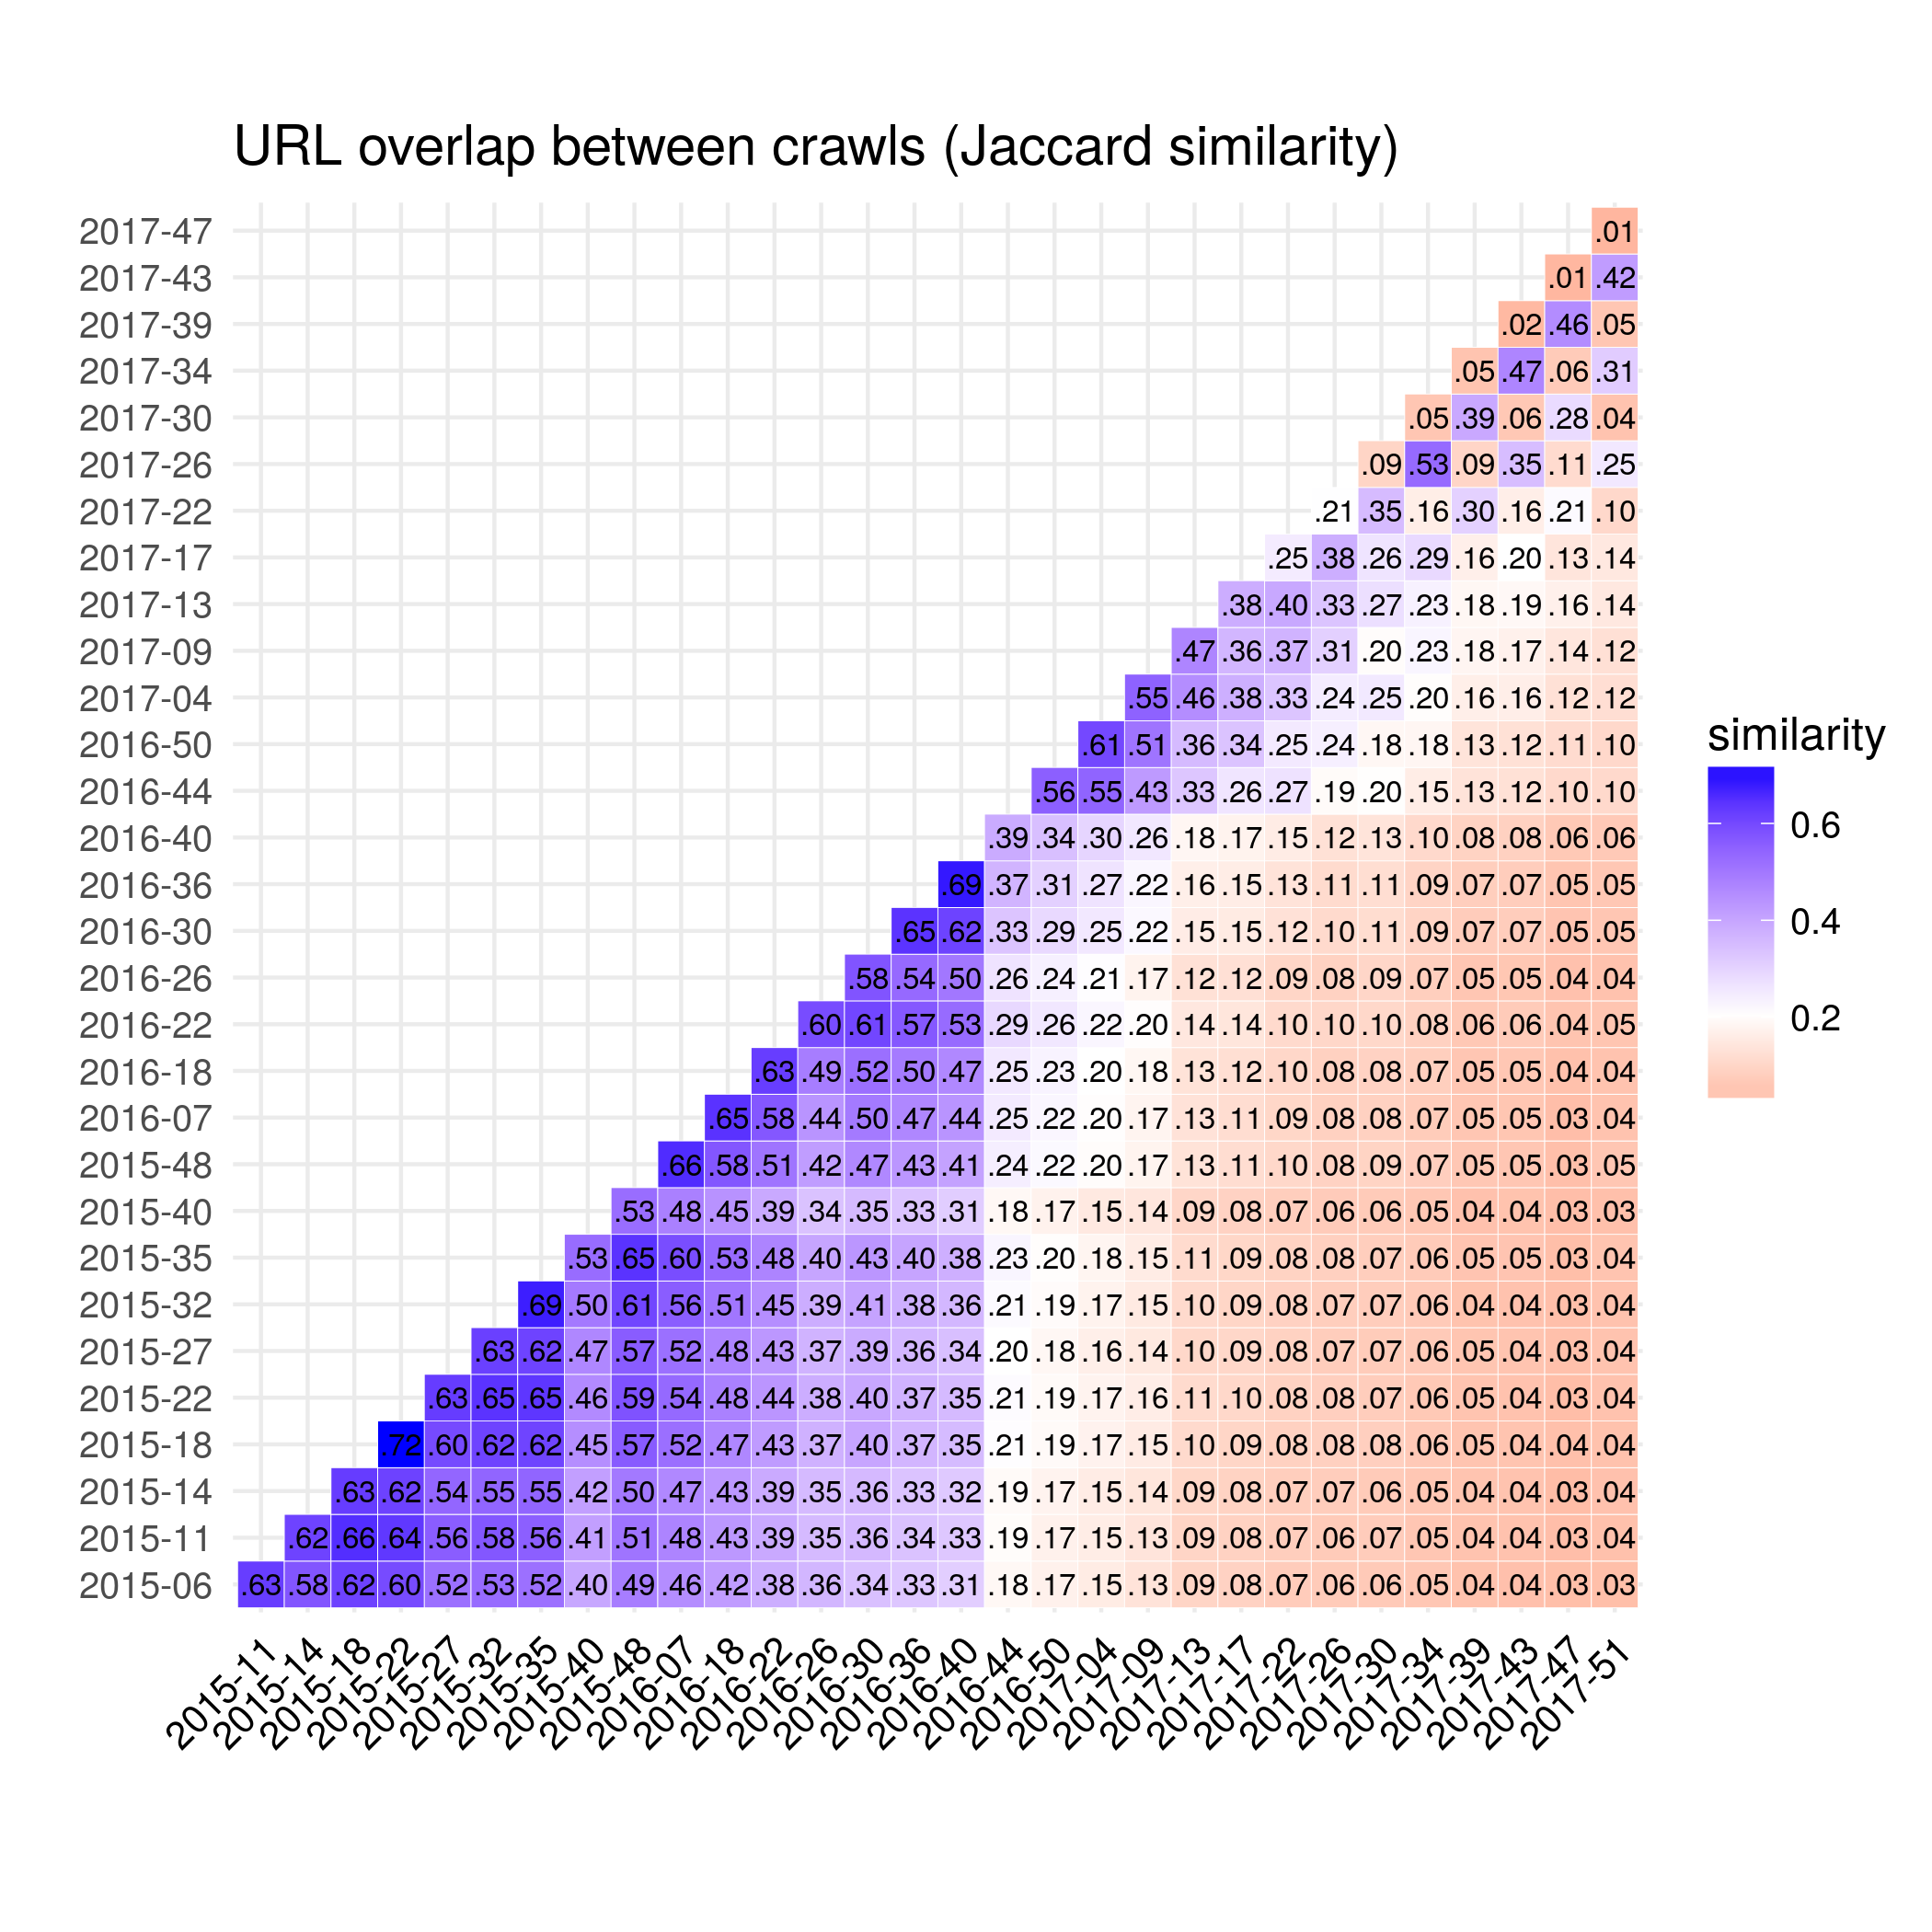 URL overlap between crawls (Jaccard similarity)
2017-47 .01
2017-43 .01 .42
2017-39 .02 .46 .05
2017-34 .05 .47 .06 .31
2017-30 .05 .39 .06 .28 .04
2017-26 .09 .53 .09 .35 .11 .25
2017-22 .21 .35 .16 .30 .16 .21 .10
2017-17 .25 .38 .26 .29 .16 .20 .13 .14
2017-13 .38 .40 .33 .27 .23 .18 .19 .16 .14
2017-09 .47 .36 .37 .31 .20 .23 .18 .17 .14 .12
2017-04 .55 .46 .38 .33 .24 .25 .20 .16 .16 .12 .12
2016-50 .61 .51 .36 .34 .25 .24 .18 .18 .13 .12 .11 .10
2016-44 .56 .55 .43 .33 .26 .27 .19 .20 .15 .13 .12 .10 .10
2016-40 .39 .34 .30 .26 .18 .17 .15 .12 .13 .10 .08 .08 .06 .06
2016-36 .69 .37 .31 .27 .22 .16 .15 .13 .11 .11 .09 .07 .07 .05 .05
2016-30 .65 .62 .33 .29 .25 .22 .15 .15 .12 .10 .11 .09 .07 .07 .05 .05
2016-26 .58 .54 .50 .26 .24 .21 .17 .12 .12 .09 .08 .09 .07 .05 .05 .04 .04
2016-22 .60 .61 .57 .53 .29 .26 .22 .20 .14 .14 .10 .10 .10 .08 .06 .06 .04 .05
2016-18 .63 .49 .52 .50 .47 .25 .23 .20 .18 .13 .12 .10 .08 .08 .07 .05 .05 .04 .04
2016-07 .65 .58 .44 .50 .47 .44 .25 .22 .20 .17 .13 .11 .09 .08 .08 .07 .05 .05 .03 .04
2015-48 .66 .58 .51 .42 .47 .43 .41 .24 .22 .20 .17 .13 .11 .10 .08 .09 .07 .05 .05 .03 .05
2015-40 .53 .48 .45 .39 .34 .35 .33 .31 .18 .17 .15 .14 .09 .08 .07 .06 .06 .05 .04 .04 .03 .03
2015-35 .53 .65 .60 .53 .48 .40 .43 .40 .38 .23 .20 .18 .15 .11 .09 .08 .08 .07 .06 .05 .05 .03 .04
2015-32 .69 .50 .61 .56 .51 .45 .39 .41 .38 .36 .21 .19 .17 .15 .10 .09 .08 .07 .07 .06 .04 .04 .03 .04
2015-27 .63 .62 .47 .57 .52 .48 .43 .37 .39 .36 .34 .20 .18 .16 .14 .10 .09 .08 .07 .07 .06 .05 .04 .03 .04
2015-22 .63 .65 .65 .46 .59 .54 .48 .44 .38 .40 .37 .35 .21 .19 .17 .16 .11 .10 .08 .08 .07 .06 .05 .04 .03 .04
2015-18 .72 .60 .62 .62 .45 .57 .52 .47 .43 .37 .40 .37 .35 .21 .19 .17 .15 .10 .09 .08 .08 .08 .06 .05 .04 .04 .04
2015-14 .63 .62 .54 .55 .55 .42 .50 .47 .43 .39 .35 .36 .33 .32 .19 .17 .15 .14 .09 .08 .07 .07 .06 .05 .04 .04 .03 .04
2015-11 .62 .66 .64 .56 .58 .56 .41 .51 .48 .43 .39 .35 .36 .34 .33 .19 .17 .15 .13 .09 .08 .07 .06 .07 .05 .04 .04 .03 .04
2015-06 .63 .58 .62 .60 .52 .53 .52 .40 .49 .46 .42 .38 .36 .34 .33 .31 .18 .17 .15 .13 .09 .08 .07 .06 .06 .05 .04 .04 .03 .03
2015-11 2015-14 2015-18 2015-22 2015-27 2015-32 2015-35 2015-40 2015-48 2016-07 2016-18 2016-22 2016-26 2016-30 2016-36 2016-40 2016-44 2016-50 2017-04 2017-09 2017-13 2017-17 2017-22 2017-26 2017-30 2017-34 2017-39 2017-43 2017-47 2017-51
similarity
0.6
0.4
0.2